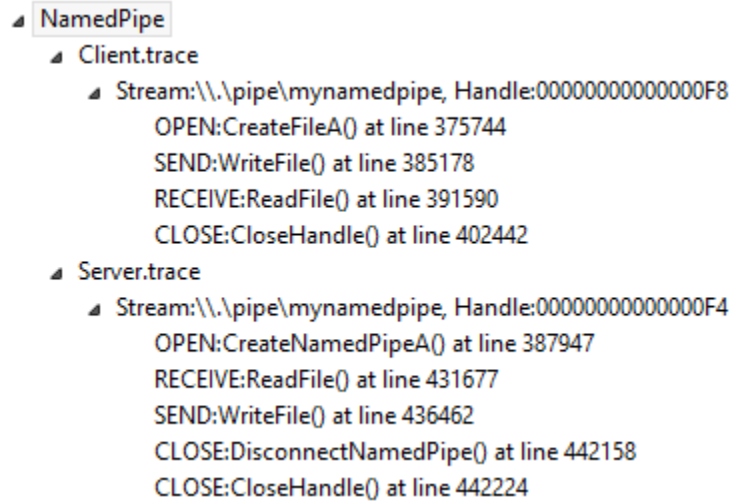 NamedPipe
Client.trace
Stream:\\.\pipe\mynamedpipe, Handle:00000000000000F8
OPEN:CreateFileA() at line 375744
SEND:WriteFile() at line 385178
RECEIVE:ReadFile() at line 391590
CLOSE:CloseHandle() at line 402442
Server.trace
Stream:\\.\pipe\mynamedpipe, Handle:00000000000000F4
OPEN:CreateNamedPipeA() at line 387947
RECEIVE:ReadFile() at line 431677
SEND:WriteFile() at line 436462
CLOSE:DisconnectNamedPipe() at line 442158
CLOSE:CloseHandle() at line 442224